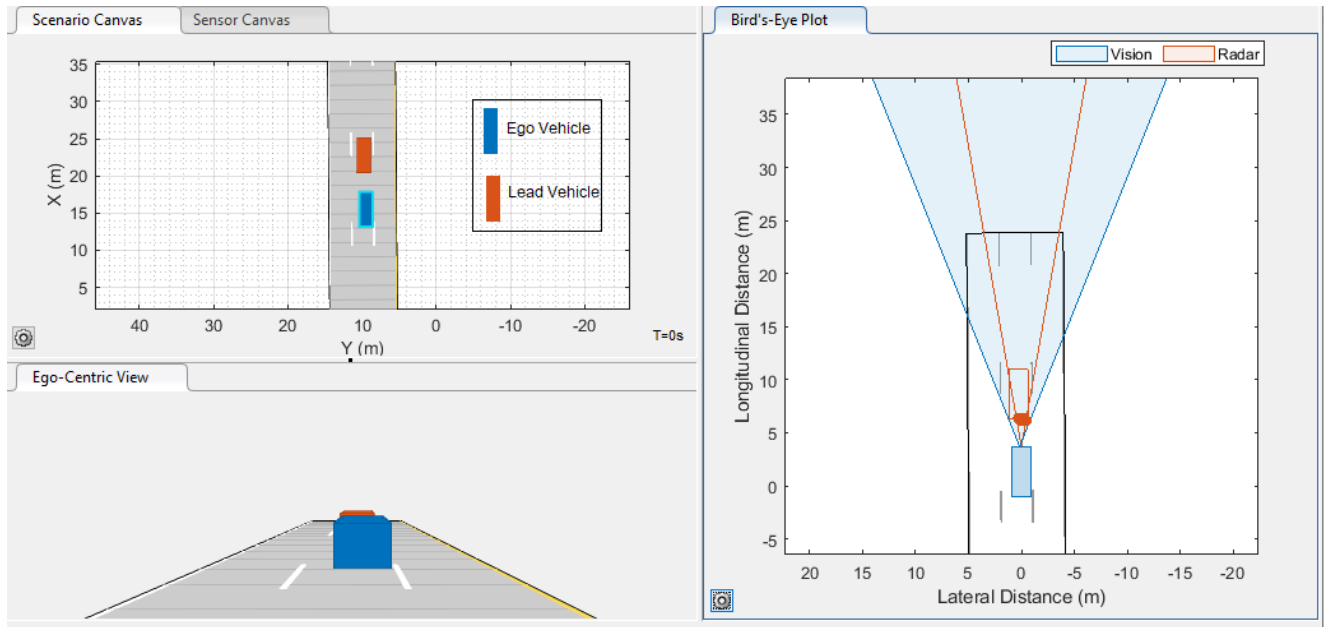 Scenario Canvas
Sensor Canvas
35
30
25
20
15
10
5
X (m)
40
30
20
10
0
-10
-20
Y (m)
Ego Vehicle
Lead Vehicle
T=0s
Ego-Centric View
Bird's-Eye Plot
Vision
Radar
35
30
25
20
15
10
5
0
-5
Longitudinal Distance (m)
20
15
10
5
0
-5
-10
-15
-20
Lateral Distance (m)